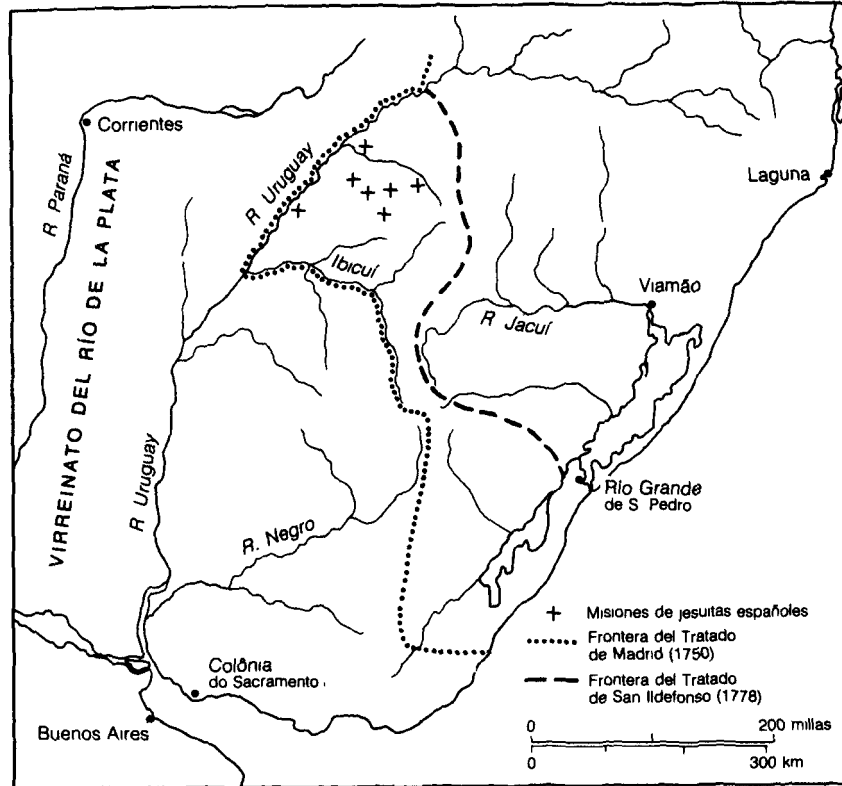 Corrientes
R Paraná
VIRREINATO DEL RÍO DE LA PLATA
R Uruguay
Laguna
Ibicuí
Viamão
R Jacuí
R Uruguay
R. Negro
Río Grande
de S Pedro
Colônia
do Sacramento
Buenos Aires
+ Misiones de jesuitas españoles
Frontera del Tratado
de Madrid (1750)
Frontera del Tratado
de San Ildefonso (1778)
0 200 millas
0 300 km